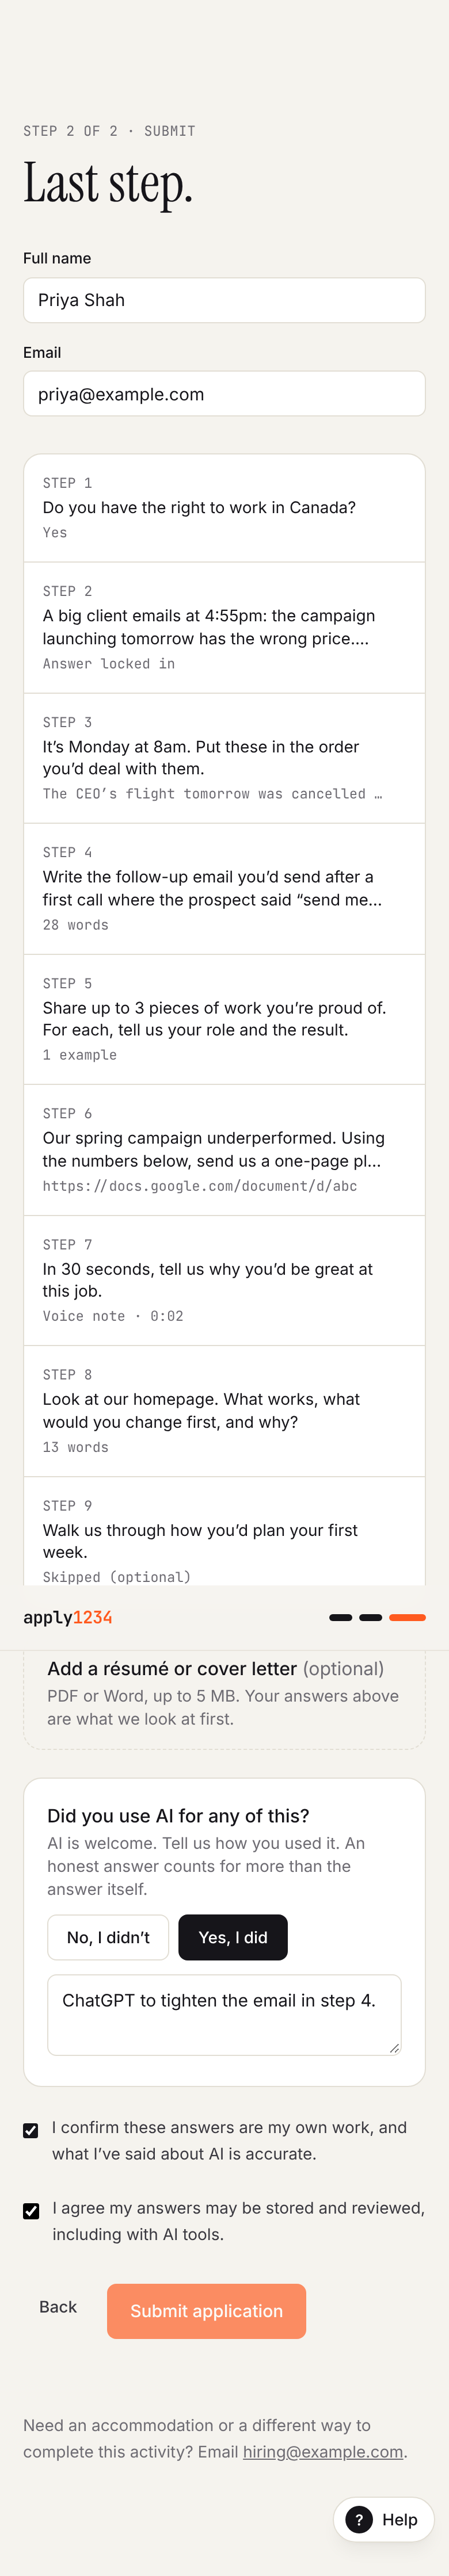 STEP 2 OF 2 · SUBMIT
Last step.
Full name
Priya Shah
Email
priya@example.com
STEP 1
Do you have the right to work in Canada?
Yes
STEP 2
A big client emails at 4:55pm: the campaign
launching tomorrow has the wrong price....
Answer locked in
STEP 3
It’s Monday at 8am. Put these in the order
you’d deal with them.
The CEO’s flight tomorrow was cancelled …
STEP 4
Write the follow-up email you’d send after a
first call where the prospect said “send me...
28 words
STEP 5
Share up to 3 pieces of work you’re proud of.
For each, tell us your role and the result.
1 example
STEP 6
Our spring campaign underperformed. Using
the numbers below, send us a one-page pl...
https://docs.google.com/document/d/abc
STEP 7
In 30 seconds, tell us why you’d be great at
this job.
Voice note · 0:02
STEP 8
Look at our homepage. What works, what
would you change first, and why?
13 words
STEP 9
Walk us through how you’d plan your first
week.
Skipped (optional)
apply1234
Add a résumé or cover letter (optional)
PDF or Word, up to 5 MB. Your answers above
are what we look at first.
Did you use AI for any of this?
AI is welcome. Tell us how you used it. An
honest answer counts for more than the
answer itself.
No, I didn’t
Yes, I did
ChatGPT to tighten the email in step 4.
I confirm these answers are my own work, and
what I’ve said about AI is accurate.
I agree my answers may be stored and reviewed,
including with AI tools.
Back
Submit application
Need an accommodation or a different way to
complete this activity? Email hiring@example.com.
? Help